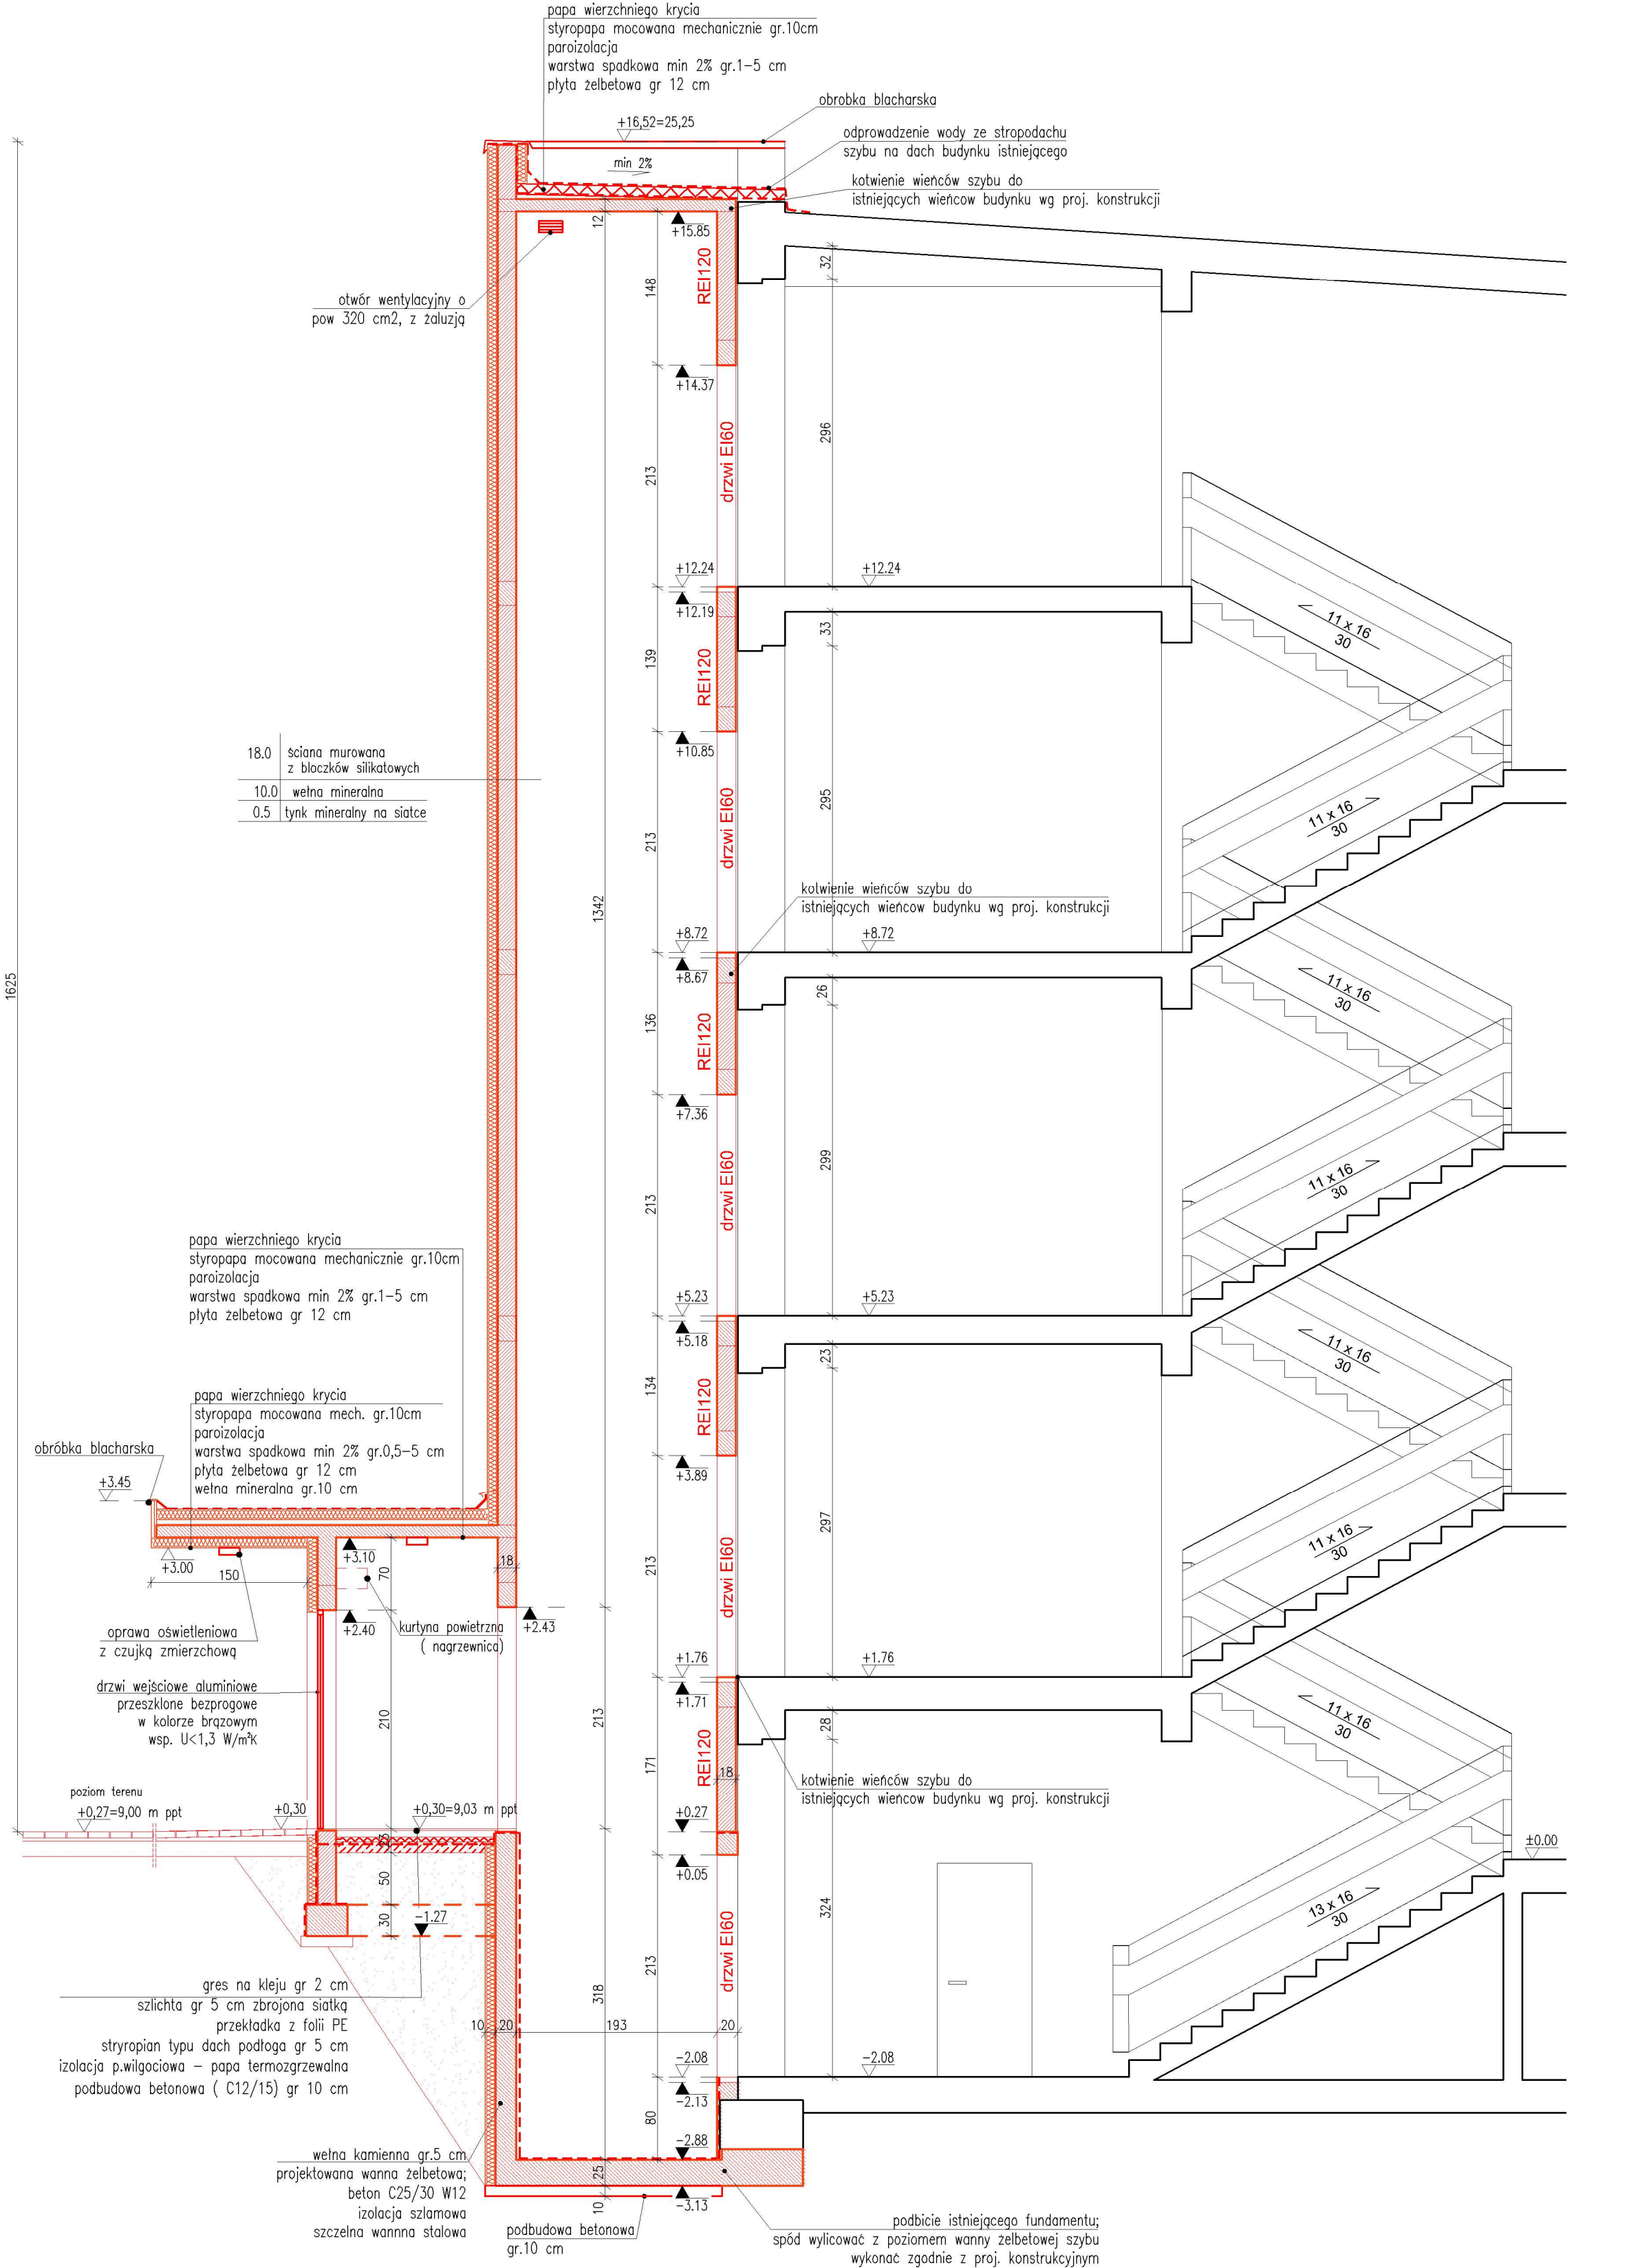 papa wierzchniego krycia
styropapa mocowana mechanicznie gr.10cm
paroizolacja
warstwa spadkowa min 2% gr.1-5 cm
płyta żelbetowa gr 12 cm
obrobka blacharska
+16,52=25,25
odprowadzenie wody ze stropodachu
szybu na dach budynku istniejącego
min 2%
kotwienie wieńców szybu do
istniejących wieńcow budynku wg proj. konstrukcji
12
+15.85
32
REI120
148
otwór wentylacyjny o
pow 320 cm2, z żaluzją
+14.37
drzwi EI60
296
213
+12.24
+12.24
+12.19
33
11 x 16
30
139
REI120
+10.85
18.0 ściana murowana
z bloczków silikatowych
10.0 wełna mineralna
0.5 tynk mineralny na siatce
295
11 x 16
30
drzwi EI60
213
kotwienie wieńców szybu do
istniejących wieńcow budynku wg proj. konstrukcji
1342
+8.72
+8.72
+8.67
1625
26
11 x 16
30
136
REI120
+7.36
299
11 x 16
30
drzwi EI60
213
papa wierzchniego krycia
styropapa mocowana mechanicznie gr.10cm
paroizolacja
warstwa spadkowa min 2% gr.1-5 cm
płyta żelbetowa gr 12 cm
+5.23
+5.23
+5.18
23
11 x 16
30
134
REI120
papa wierzchniego krycia
styropapa mocowana mech. gr.10cm
paroizolacja
warstwa spadkowa min 2% gr.0,5-5 cm
płyta żelbetowa gr 12 cm
wełna mineralna gr.10 cm
obróbka blacharska
+3.45
+3.89
297
11 x 16
30
+3.10
+3.00
18
150
70
213
drzwi EI60
+2.40
+2.43
kurtyna powietrzna
( nagrzewnica)
oprawa oświetleniowa
z czujką zmierzchową
+1.76
+1.76
+1.71
drzwi wejściowe aluminiowe
przeszklone bezprogowe
w kolorze brązowym
wsp. U<1,3 W/m²K
210
213
28
11 x 16
30
171
REI120
18
kotwienie wieńców szybu do
istniejących wieńcow budynku wg proj. konstrukcji
poziom terenu
+0,27=9,00 m ppt
+0,30
+0,30=9,03 m ppt
+0.27
±0.00
+0.05
50
30
-1.27
324
13 x 16
30
drzwi EI60
213
318
gres na kleju gr 2 cm
szlichta gr 5 cm zbrojona siatką
przekładka z folii PE
stryropian typu dach podłoga gr 5 cm
izolacja p.wilgociowa - papa termozgrzewalna
podbudowa betonowa ( C12/15) gr 10 cm
10
20
193
20
-2.08
-2.08
-2.13
80
-2.88
wełna kamienna gr.5 cm
projektowana wanna żelbetowa;
beton C25/30 W12
izolacja szlamowa
szczelna wannna stalowa
25
10
-3.13
podbudowa betonowa
gr.10 cm
podbicie istniejącego fundamentu;
spód wylicować z poziomem wanny żelbetowej szybu
wykonać zgodnie z proj. konstrukcyjnym